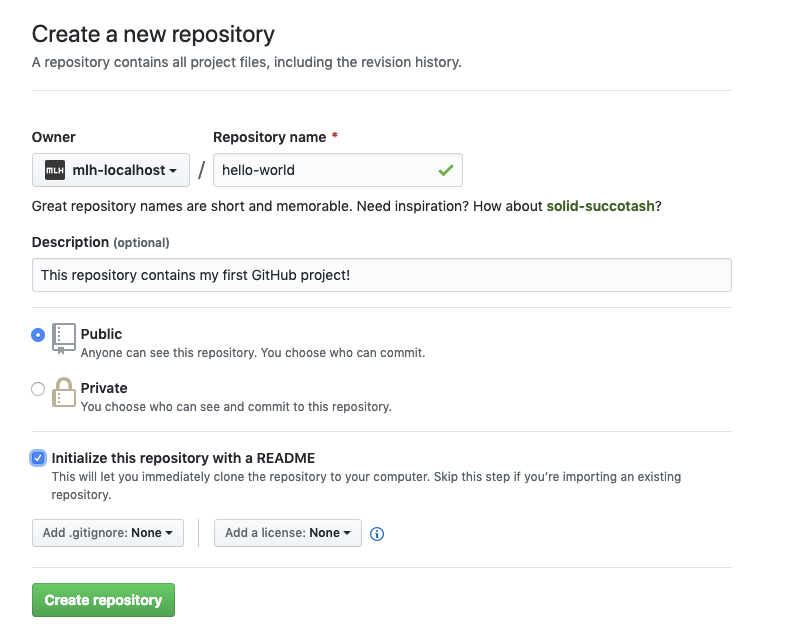 Create a new repository
A repository contains all project files, including the revision history.
Owner
Repository name *
MLH mlh-localhost
/
hello-world
Great repository names are short and memorable. Need inspiration? How about solid-succotash?
Description (optional)
This repository contains my first GitHub project!
Public
Anyone can see this repository. You choose who can commit.
Private
You choose who can see and commit to this repository.
Initialize this repository with a README
This will let you immediately clone the repository to your computer. Skip this step if you’re importing an existing
repository.
Add .gitignore: None
Add a license: None
Create repository